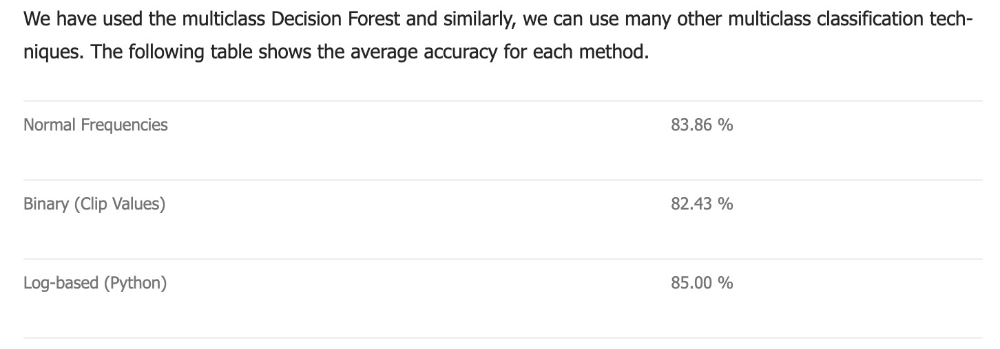 We have used the multiclass Decision Forest and similarly, we can use many other multiclass classification tech-
niques. The following table shows the average accuracy for each method.
Normal Frequencies 83.86 %
Binary (Clip Values) 82.43 %
Log-based (Python) 85.00 %